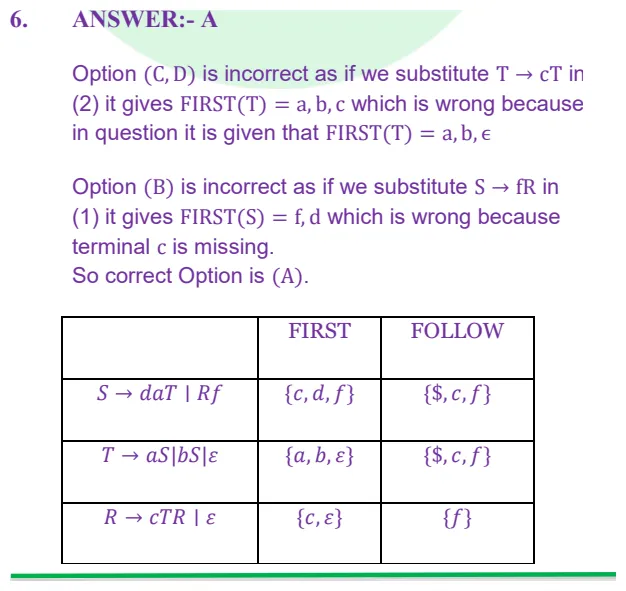 6. ANSWER:- A
Option (C, D) is incorrect as if we substitute T → cT in
(2) it gives FIRST(T) = a, b, c which is wrong because
in question it is given that FIRST(T) = a, b, ϵ
Option (B) is incorrect as if we substitute S → fR in
(1) it gives FIRST(S) = f, d which is wrong because
terminal c is missing.
So correct Option is (A).
FIRST FOLLOW
S → daT | Rf {c, d, f} {$, c, f}
T → aS|bS|ε {a, b, ε} {$, c, f}
R → cTR | ε {c, ε} {f}